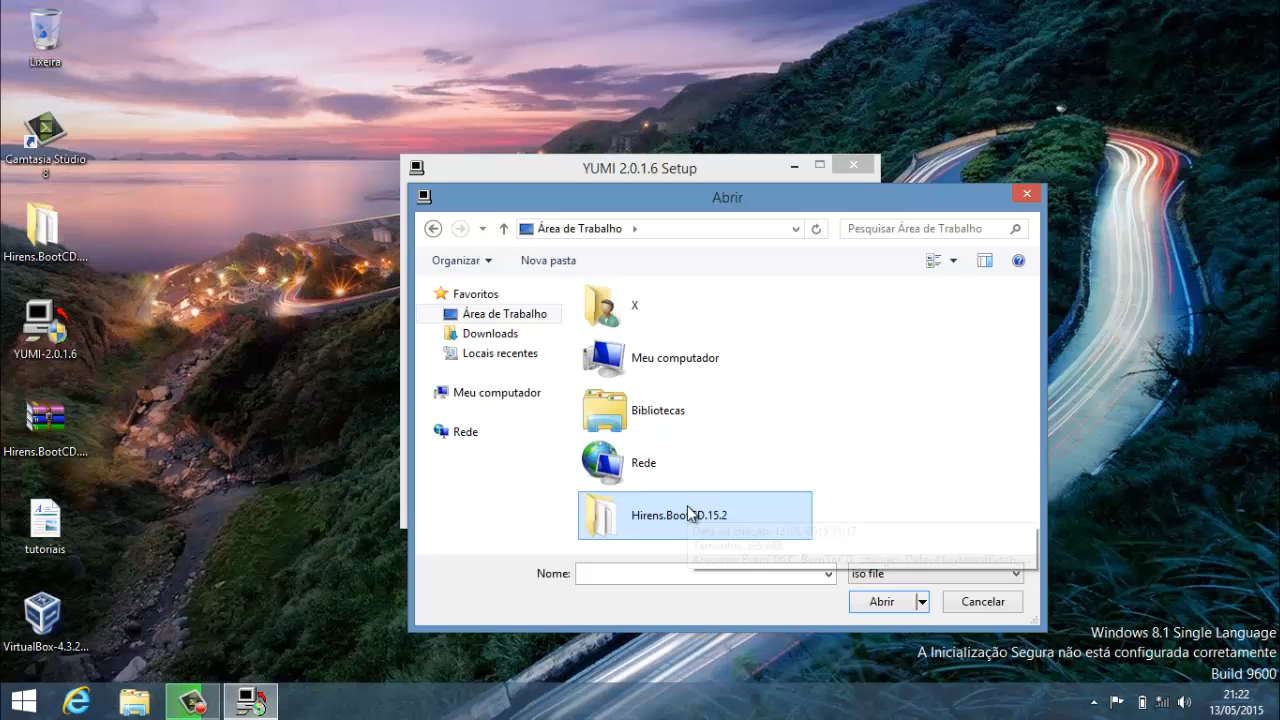 Lixeira
Camtasia Studio
8
Hirens.BootCD....
YUMI-2.0.1.6
Hirens.BootCD....
tutoriais
VirtualBox-4.3.2...
YUMI 2.0.1.6 Setup
Abrir
Área de Trabalho
Pesquisar Área de Trabalho
Organizar
Nova pasta
Favoritos
Área de Trabalho
Downloads
Locais recentes
Meu computador
Rede
X
Meu computador
Bibliotecas
Rede
Hirens.BootCD.15.2
Nome:
iso file
Abrir
Cancelar
Windows 8.1 Single Language
A Inicialização Segura não está configurada corretamente
Build 9600
21:22
13/05/2015